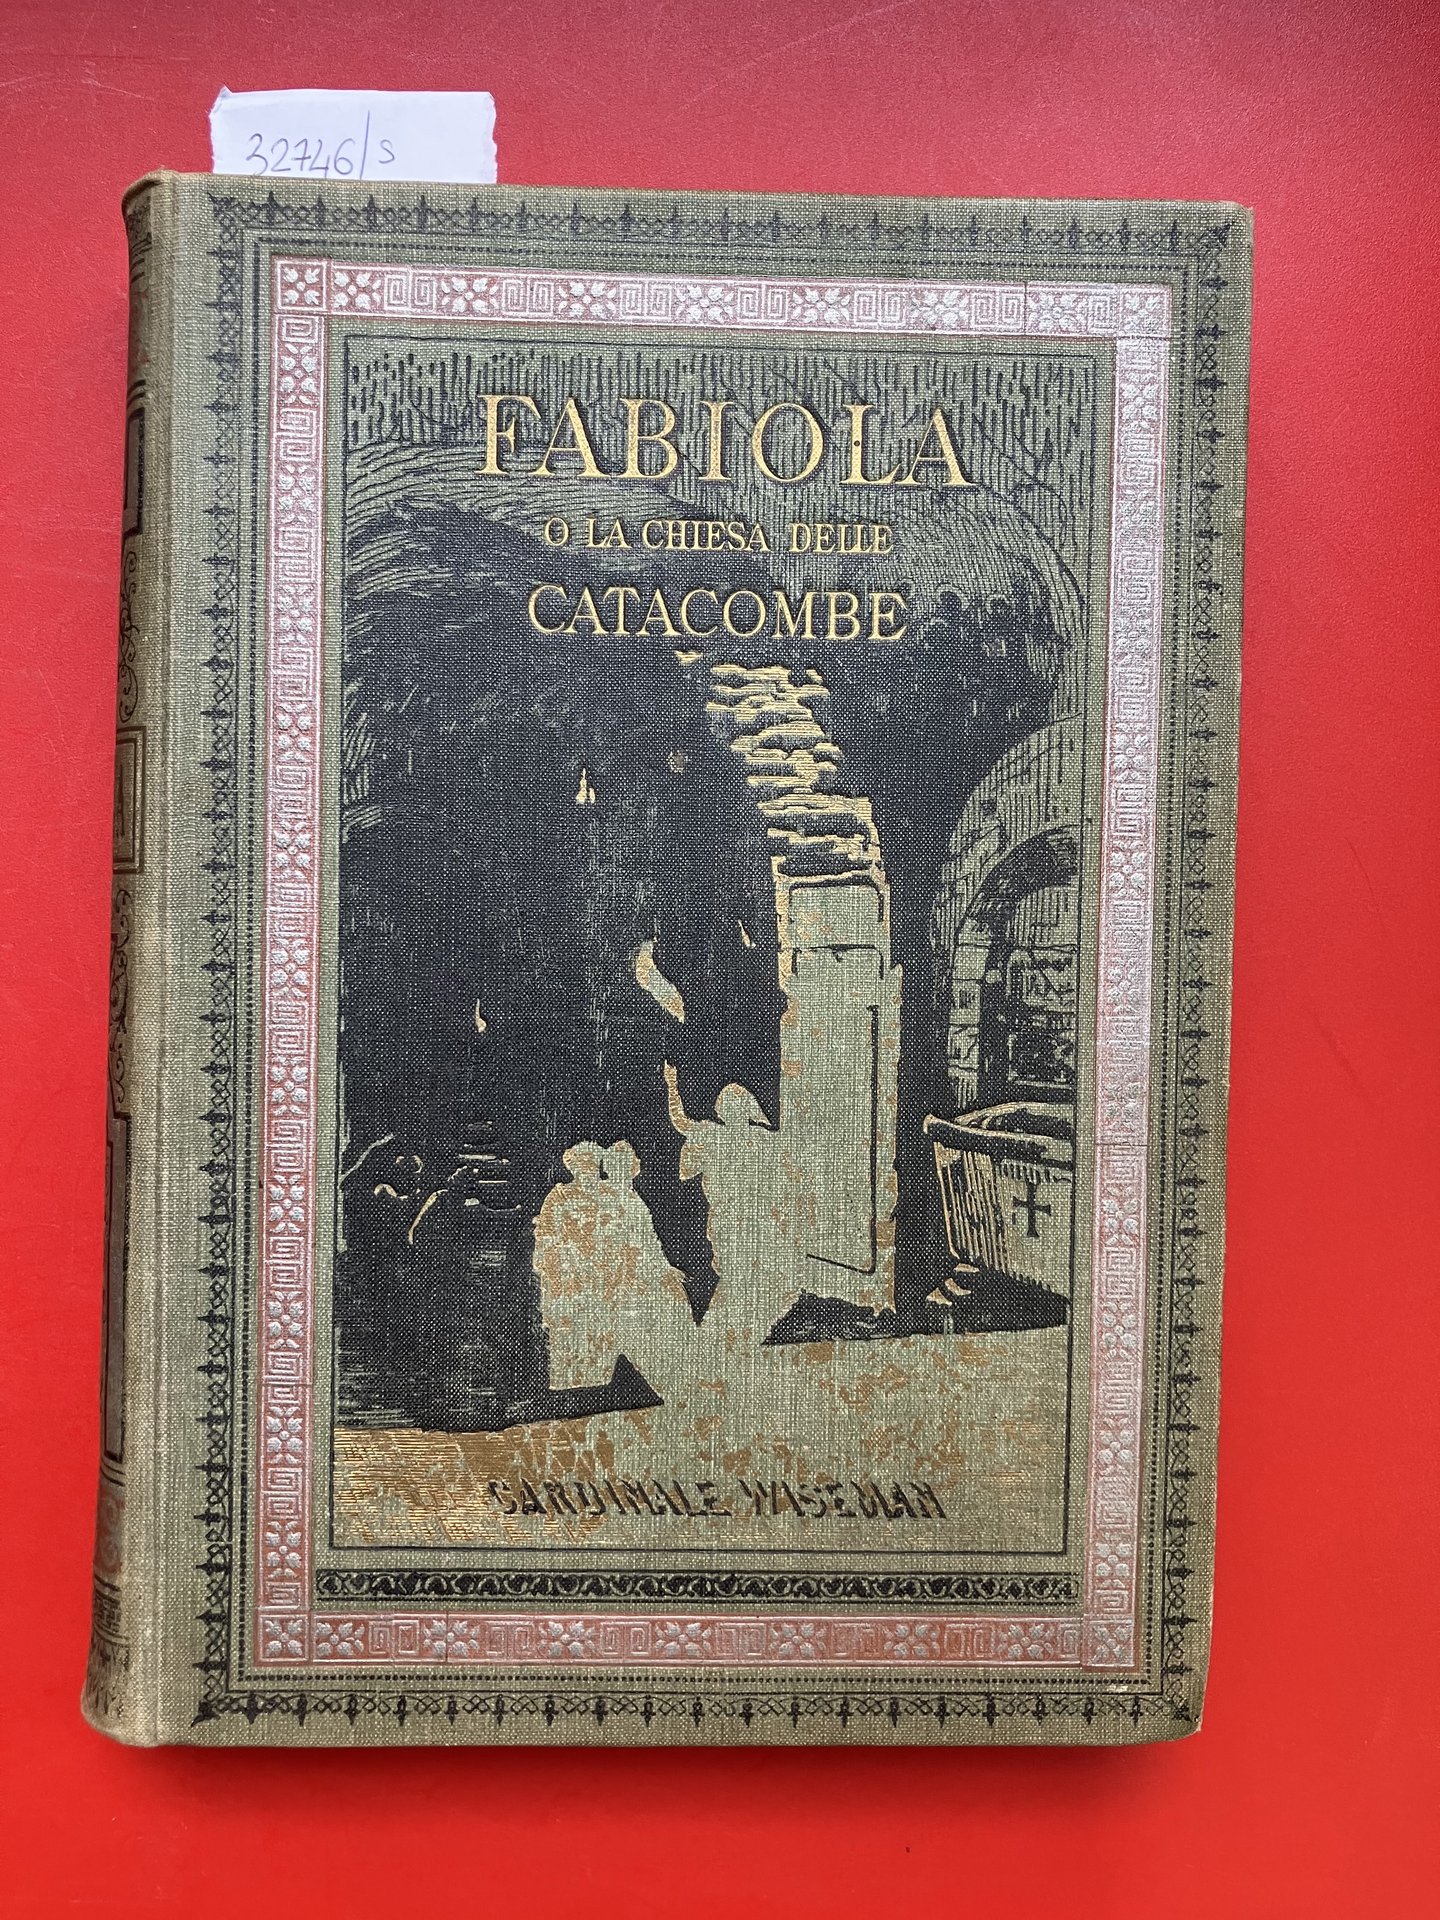 32746/s
FABIOLA
O LA CHIESA DELLE
CATACOMBE
CARDINALE WISEMAN